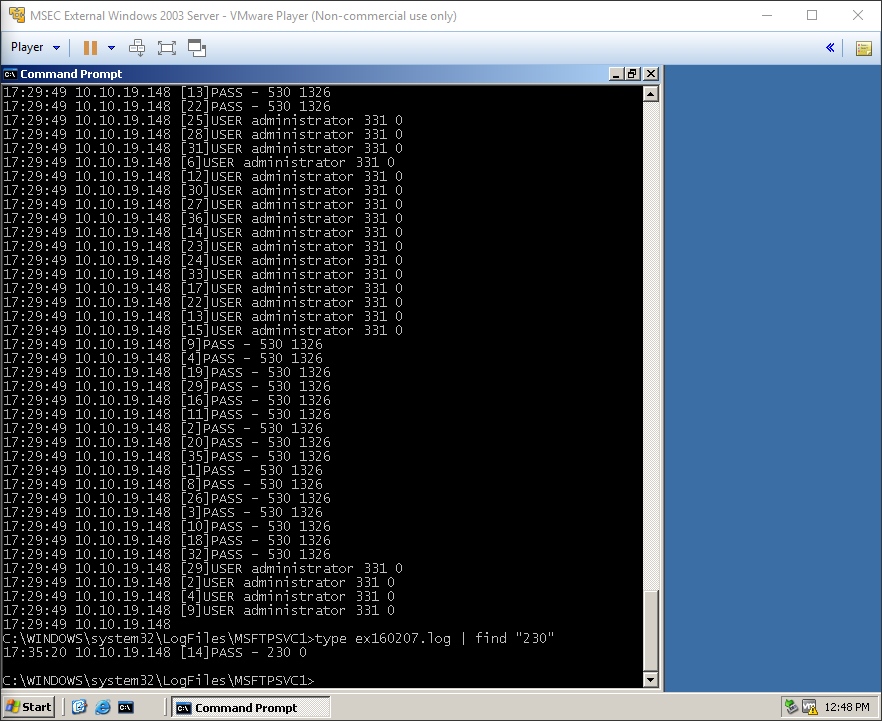 MSEC External Windows 2003 Server - VMware Player (Non-commercial use only)
Player
Command Prompt
17:29:49 10.10.19.148 [13]PASS - 530 1326
17:29:49 10.10.19.148 [22]PASS - 530 1326
17:29:49 10.10.19.148 [25]USER administrator 331 0
17:29:49 10.10.19.148 [28]USER administrator 331 0
17:29:49 10.10.19.148 [31]USER administrator 331 0
17:29:49 10.10.19.148 [6]USER administrator 331 0
17:29:49 10.10.19.148 [12]USER administrator 331 0
17:29:49 10.10.19.148 [30]USER administrator 331 0
17:29:49 10.10.19.148 [27]USER administrator 331 0
17:29:49 10.10.19.148 [36]USER administrator 331 0
17:29:49 10.10.19.148 [14]USER administrator 331 0
17:29:49 10.10.19.148 [23]USER administrator 331 0
17:29:49 10.10.19.148 [24]USER administrator 331 0
17:29:49 10.10.19.148 [33]USER administrator 331 0
17:29:49 10.10.19.148 [17]USER administrator 331 0
17:29:49 10.10.19.148 [22]USER administrator 331 0
17:29:49 10.10.19.148 [13]USER administrator 331 0
17:29:49 10.10.19.148 [15]USER administrator 331 0
17:29:49 10.10.19.148 [9]PASS - 530 1326
17:29:49 10.10.19.148 [4]PASS - 530 1326
17:29:49 10.10.19.148 [19]PASS - 530 1326
17:29:49 10.10.19.148 [29]PASS - 530 1326
17:29:49 10.10.19.148 [16]PASS - 530 1326
17:29:49 10.10.19.148 [11]PASS - 530 1326
17:29:49 10.10.19.148 [2]PASS - 530 1326
17:29:49 10.10.19.148 [20]PASS - 530 1326
17:29:49 10.10.19.148 [35]PASS - 530 1326
17:29:49 10.10.19.148 [1]PASS - 530 1326
17:29:49 10.10.19.148 [8]PASS - 530 1326
17:29:49 10.10.19.148 [26]PASS - 530 1326
17:29:49 10.10.19.148 [3]PASS - 530 1326
17:29:49 10.10.19.148 [10]PASS - 530 1326
17:29:49 10.10.19.148 [18]PASS - 530 1326
17:29:49 10.10.19.148 [32]PASS - 530 1326
17:29:49 10.10.19.148 [29]USER administrator 331 0
17:29:49 10.10.19.148 [2]USER administrator 331 0
17:29:49 10.10.19.148 [4]USER administrator 331 0
17:29:49 10.10.19.148 [9]USER administrator 331 0
17:29:49 10.10.19.148
C:\WINDOWS\system32\LogFiles\MSFTPSVC1>type ex160207.log | find "230"
17:35:20 10.10.19.148 [14]PASS - 230 0
C:\WINDOWS\system32\LogFiles\MSFTPSVC1>
Start
Command Prompt
12:48 PM